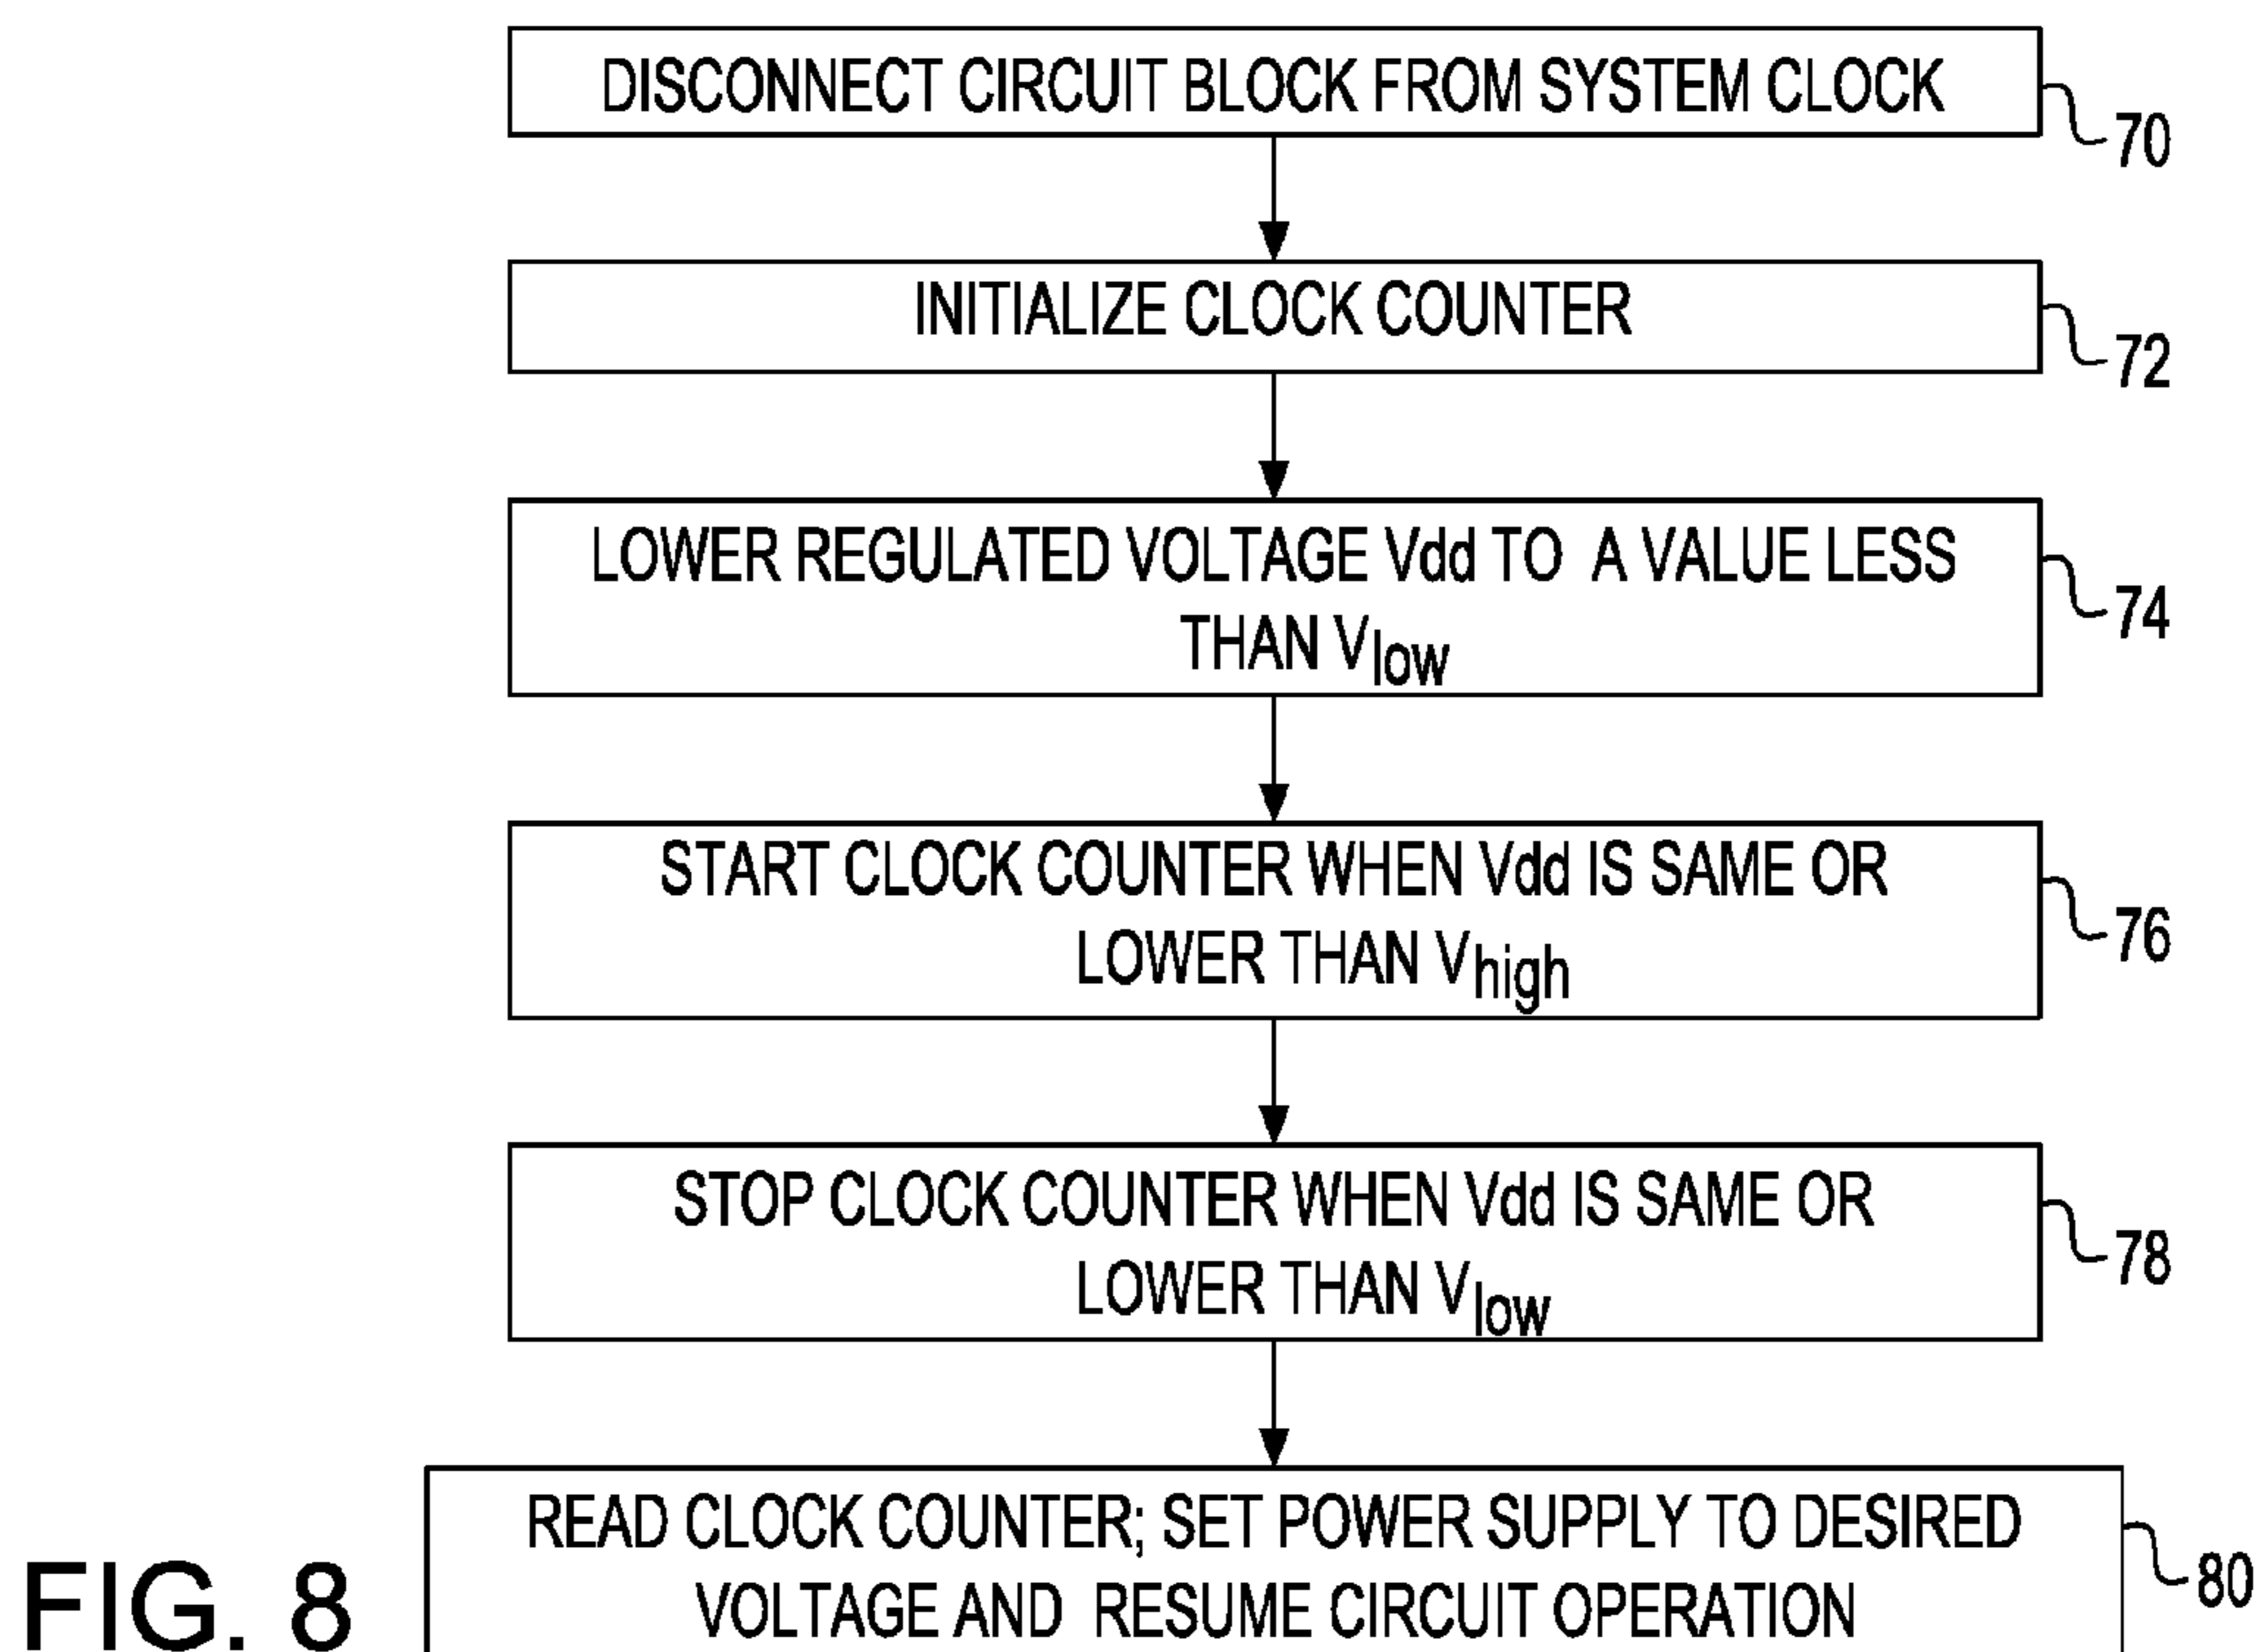 DISCONNECT CIRCUIT BLOCK FROM SYSTEM CLOCK
70
INITIALIZE CLOCK COUNTER
72
LOWER REGULATED VOLTAGE Vdd TO A VALUE LESS
THAN Vlow
74
START CLOCK COUNTER WHEN Vdd IS SAME OR
LOWER THAN Vhigh
76
STOP CLOCK COUNTER WHEN Vdd IS SAME OR
LOWER THAN Vlow
78
READ CLOCK COUNTER; SET POWER SUPPLY TO DESIRED
VOLTAGE AND RESUME CIRCUIT OPERATION
80
FIG. 8